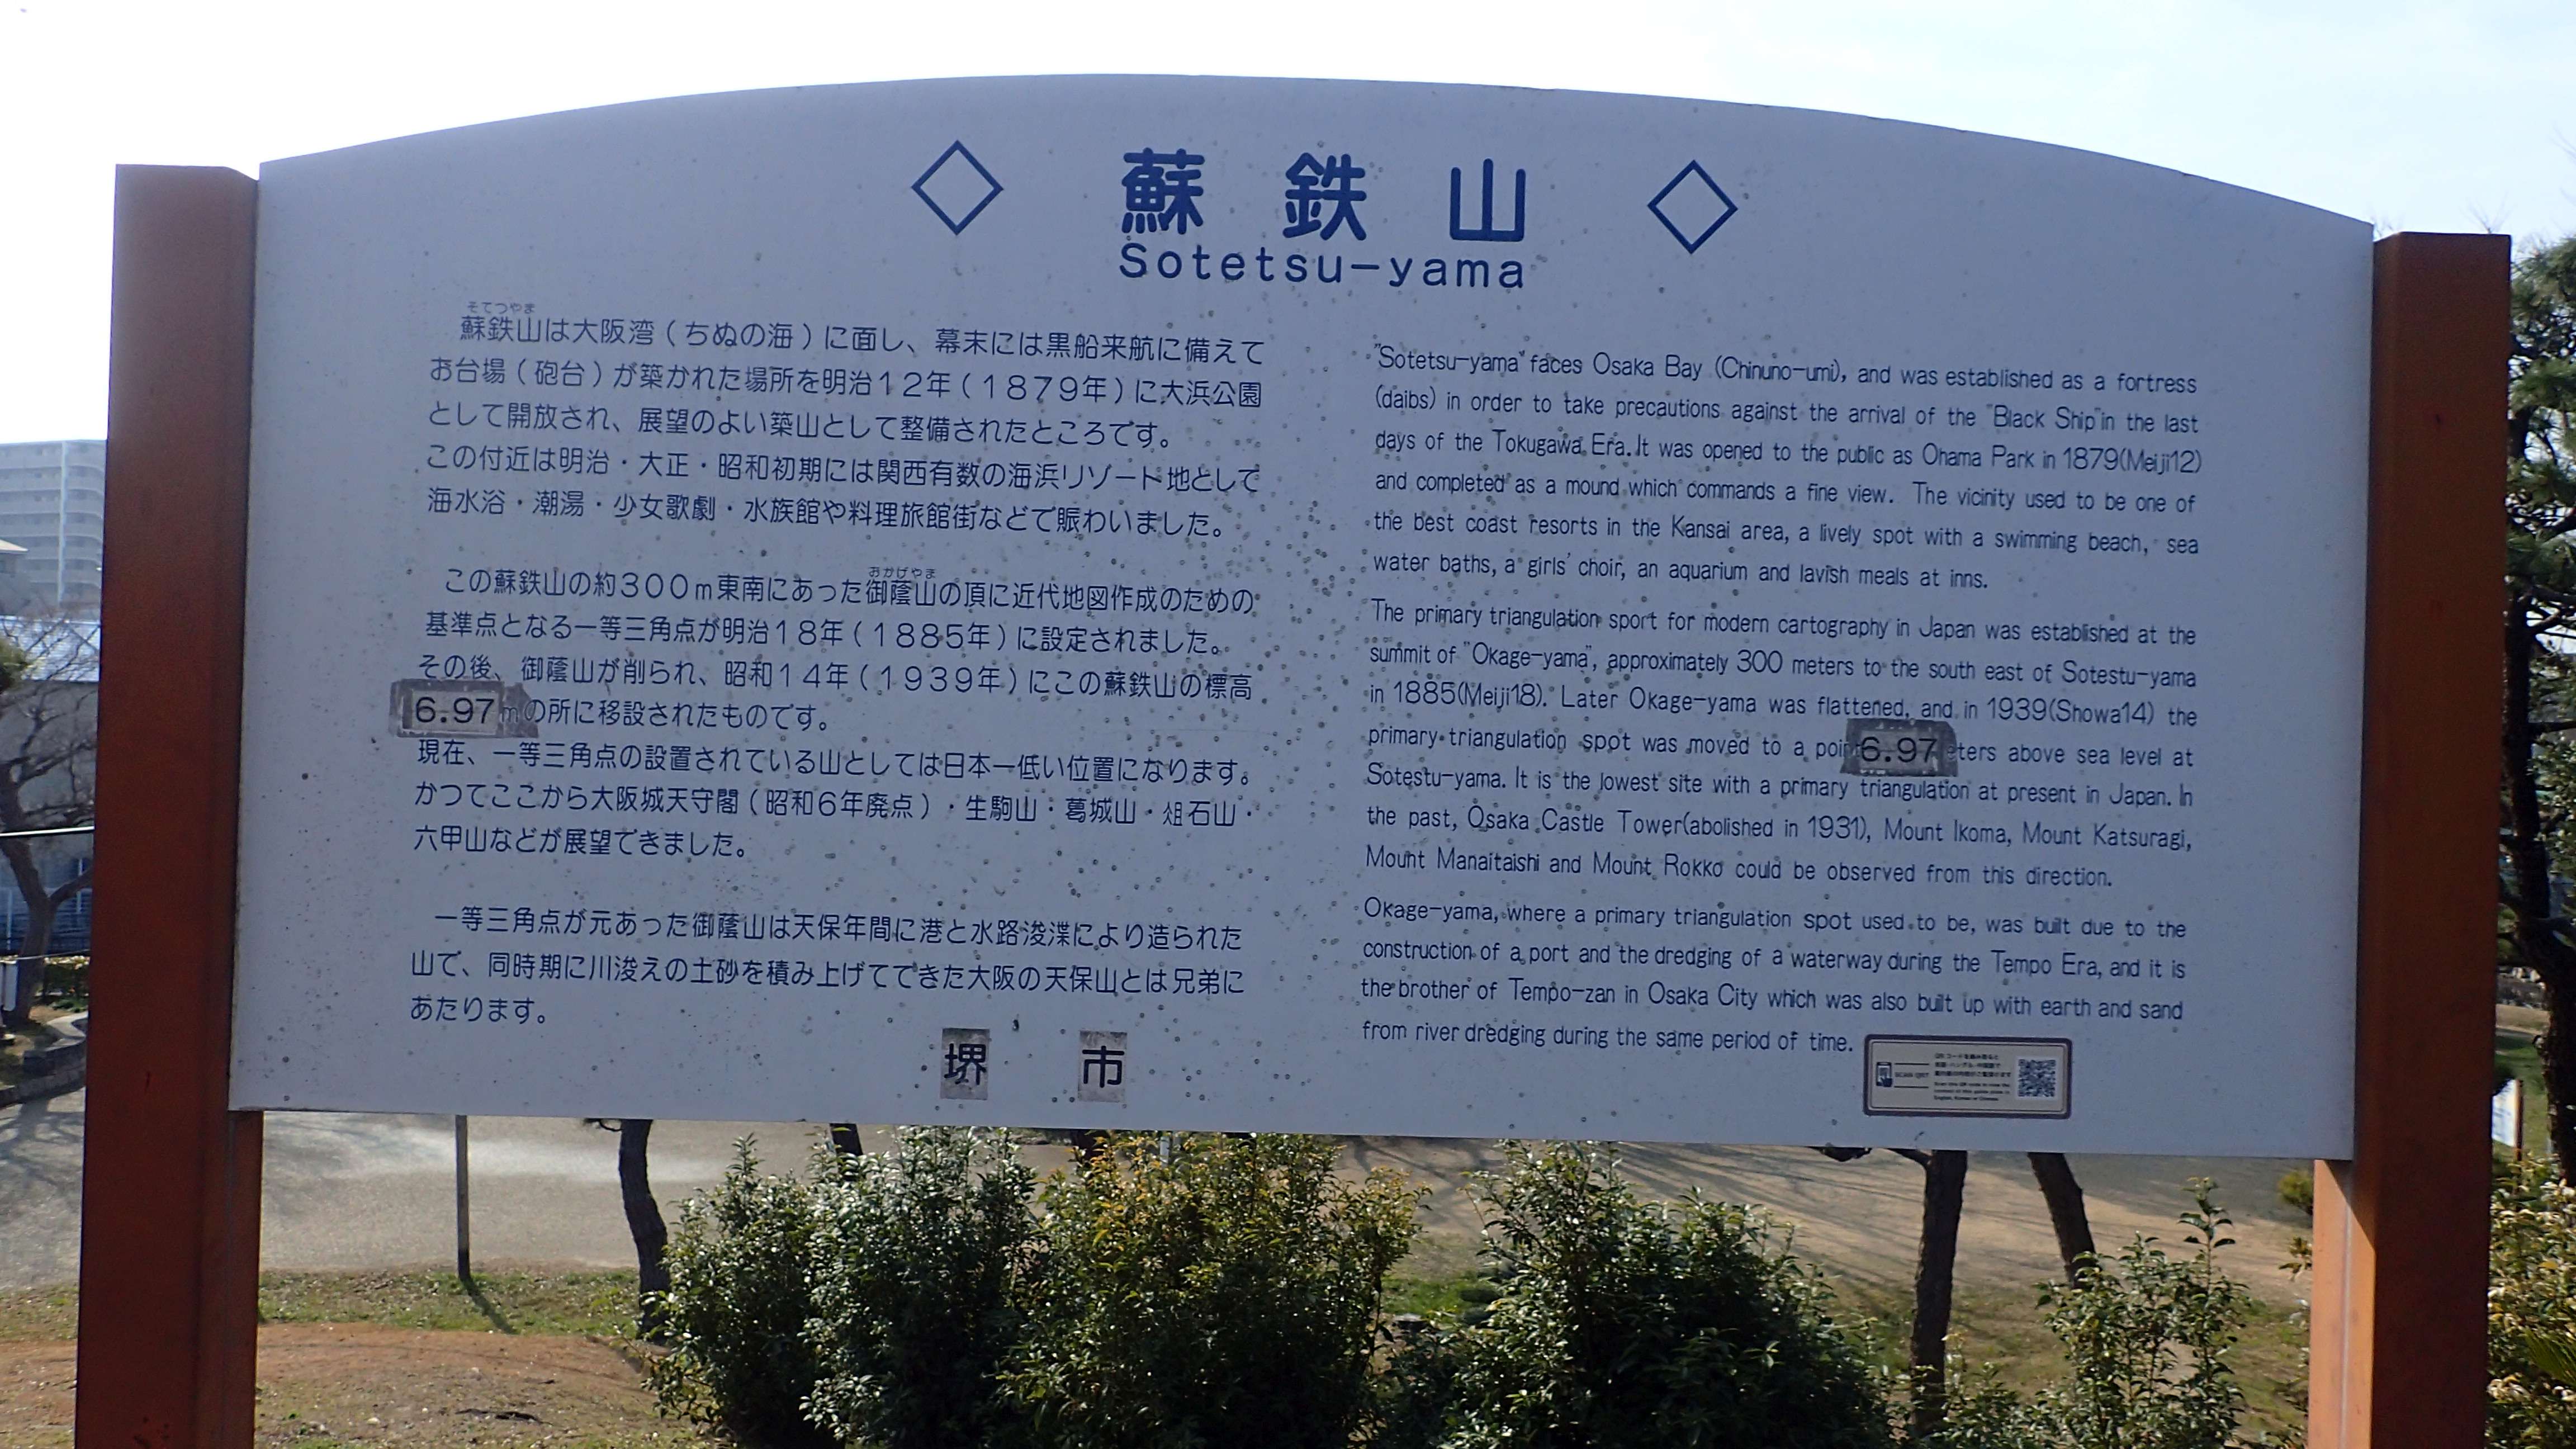 ◇ 蘇鉄山 ◇
Sotetsu-yama
そてつやま
蘇鉄山は大阪湾(ちぬの海)に面し、幕末には黒船来航に備えて
お台場(砲台)が築かれた場所を明治12年(1879年)に大浜公園
として開放され、展望のよい築山として整備されたところです。
この付近は明治・大正・昭和初期には関西有数の海浜リゾート地として
海水浴・潮湯・少女歌劇・水族館や料理旅館街などで賑わいました。
おかげやま
この蘇鉄山の約300m東南にあった御蔭山の頂に近代地図作成のための
基準点となる一等三角点が明治18年(1885年)に設定されました。
その後、御蔭山が削られ、昭和14年(1939年)にこの蘇鉄山の標高
6.97mの所に移設されたものです。
現在、一等三角点の設置されている山としては日本一低い位置になります。
かつてここから大阪城天守閣(昭和6年廃点)・生駒山・葛城山・俎石山・
六甲山などが展望できました。
一等三角点が元あった御蔭山は天保年間に港と水路浚渫により造られた
山で、同時期に川浚えの土砂を積み上げてできた大阪の天保山とは兄弟に
あたります。
堺市
"Sotetsu-yama" faces Osaka Bay (Chinuno-umi), and was established as a fortress
(daibs) in order to take precautions against the arrival of the "Black Ship" in the last
days of the Tokugawa Era. It was opened to the public as Ohama Park in 1879(Meiji12)
and completed as a mound which commands a fine view. The vicinity used to be one of
the best coast resorts in the Kansai area, a lively spot with a swimming beach, sea
water baths, a girls' choir, an aquarium and lavish meals at inns.
The primary triangulation sport for modern cartography in Japan was established at the
summit of "Okage-yama", approximately 300 meters to the south east of Sotestu-yama
in 1885(Meiji18). Later Okage-yama was flattened, and in 1939(Showa14) the
primary triangulation spot was moved to a poin 6.97 eters above sea level at
Sotestu-yama. It is the lowest site with a primary triangulation at present in Japan. In
the past, Osaka Castle Tower(abolished in 1931), Mount Ikoma, Mount Katsuragi,
Mount Manaitaishi and Mount Rokko could be observed from this direction.
Okage-yama, where a primary triangulation spot used to be, was built due to the
construction of a port and the dredging of a waterway during the Tempo Era, and it is
the brother of Tempo-zan in Osaka City which was also built up with earth and sand
from river dredging during the same period of time.
SCAN QR!